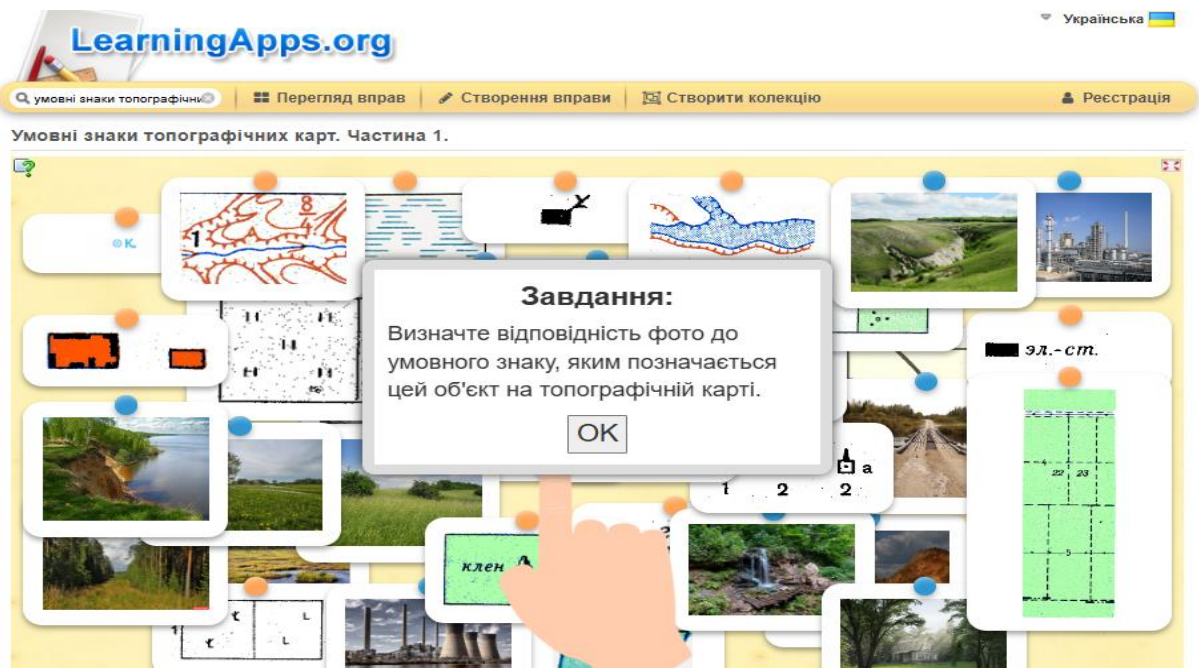 LearningApps.org
Українська
умовні знаки топографічни
Перегляд вправ
Створення вправи
Створити колекцію
Реєстрація
Умовні знаки топографічних карт. Частина 1.
К.
1
8
Завдання:
Визначте відповідність фото до
умовного знаку, яким позначається
цей об'єкт на топографічній карті.
OK
эл.-ст.
а
1 2 2
22 23
5
клен